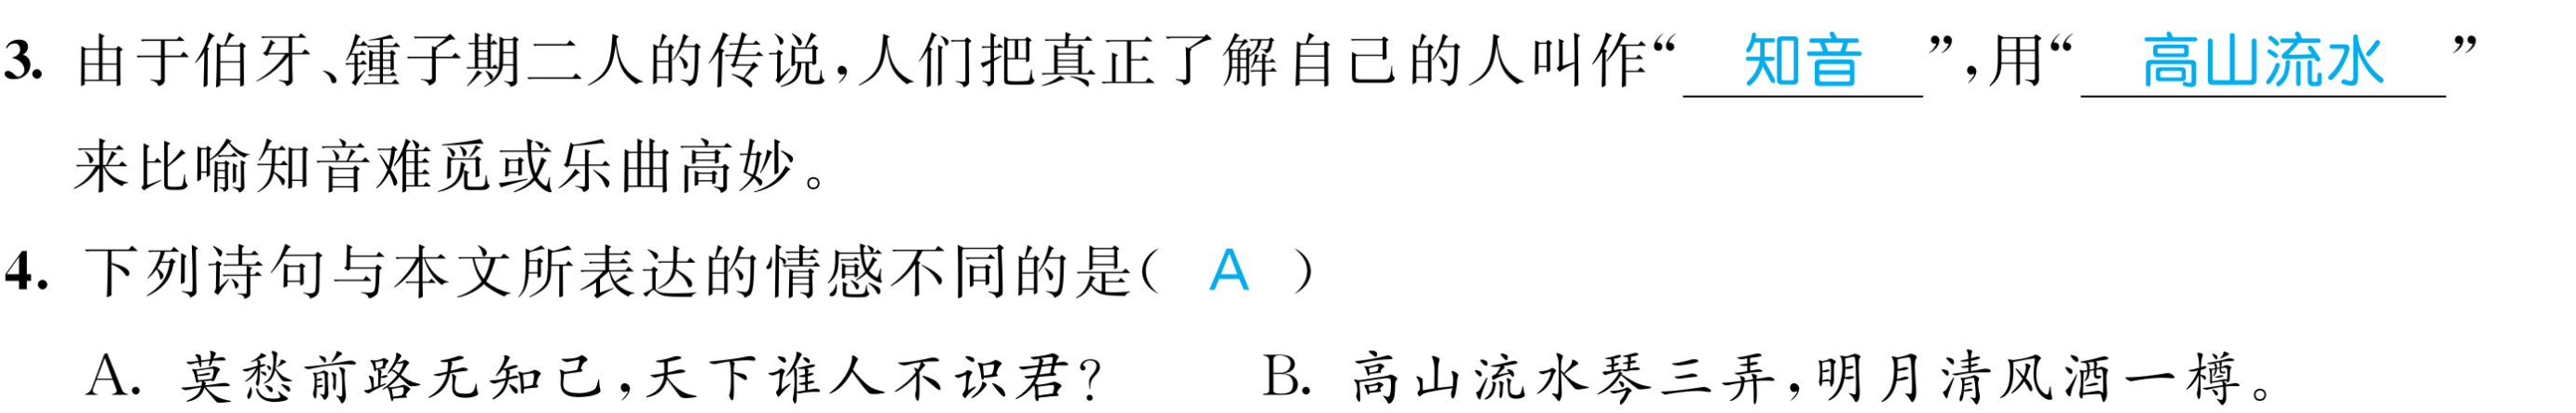 3. 由于伯牙、锺子期二人的传说,人们把真正了解自己的人叫作“ 知音 ”,用“ 高山流水 ”
来比喻知音难觅或乐曲高妙。
4. 下列诗句与本文所表达的情感不同的是( A )
A. 莫愁前路无知己,天下谁人不识君? B. 高山流水琴三弄,明月清风酒一樽。